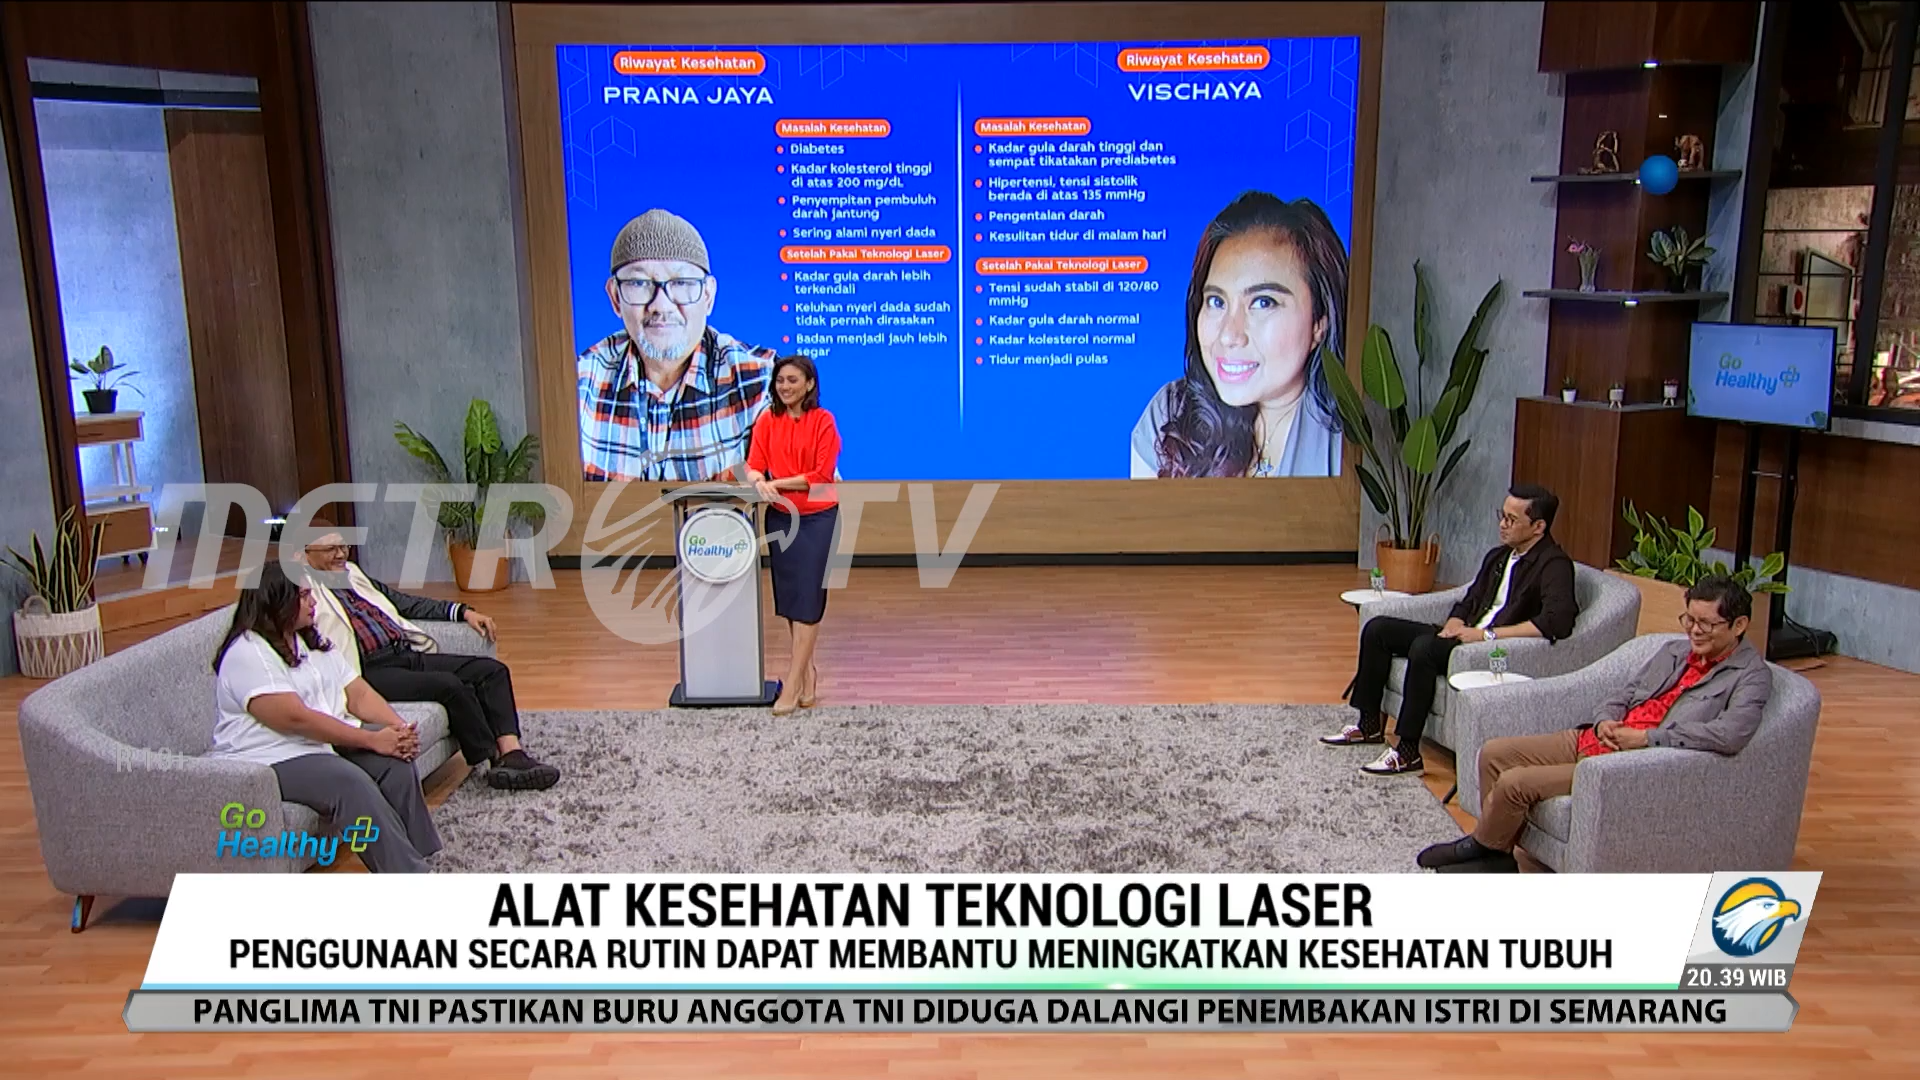 Riwayat Kesehatan
PRANA JAYA
Masalah Kesehatan
Diabetes
Kadar kolesterol tinggi
di atas 200 mg/dL
Penyempitan pembuluh
darah jantung
Sering alami nyeri dada
Setelah Pakai Teknologi Laser
Kadar gula darah lebih
terkendali
Keluhan nyeri dada sudah
tidak pernah dirasakan
Badan menjadi jauh lebih
segar
Riwayat Kesehatan
VISCHAYA
Masalah Kesehatan
Kadar gula darah tinggi dan
sempat tikatakan prediabetes
Hipertensi, tensi sistolik
berada di atas 135 mmHg
Pengentalan darah
Kesulitan tidur di malam hari
Setelah Pakai Teknologi Laser
Tensi sudah stabil di 120/80
mmHg
Kadar gula darah normal
Kadar kolesterol normal
Tidur menjadi pulas
Go
Healthy
METRO TV
Go
Healthy
R-13+
Go
Healthy
ALAT KESEHATAN TEKNOLOGI LASER
PENGGUNAAN SECARA RUTIN DAPAT MEMBANTU MENINGKATKAN KESEHATAN TUBUH
20.39 WIB
PANGLIMA TNI PASTIKAN BURU ANGGOTA TNI DIDUGA DALANGI PENEMBAKAN ISTRI DI SEMARANG